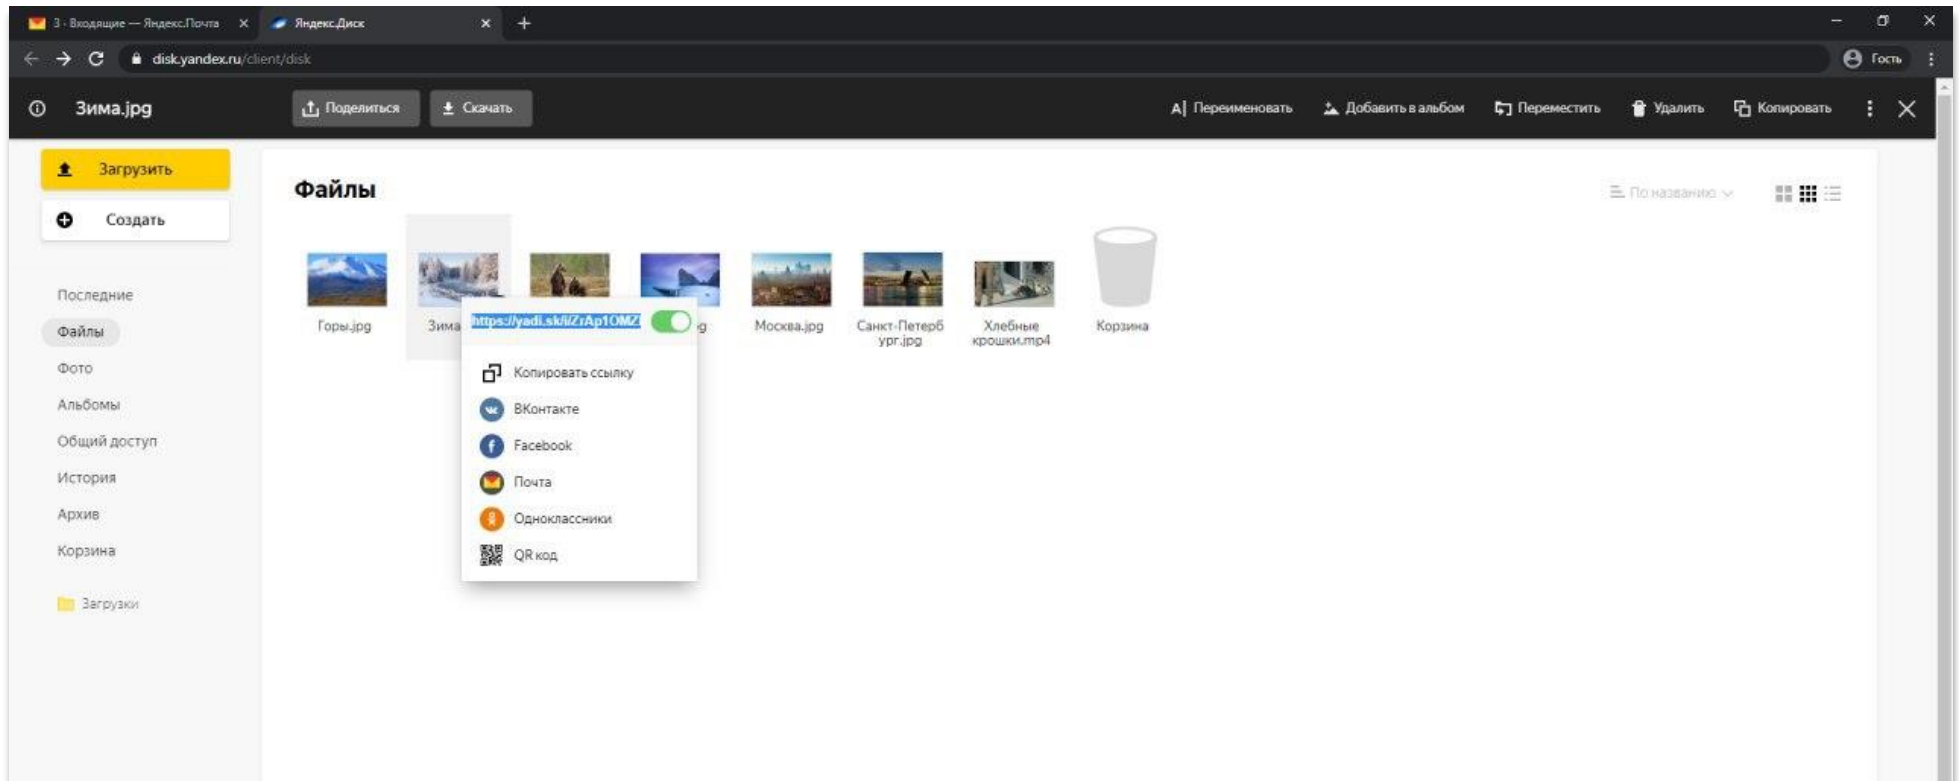 3 · Входящие — Яндекс.Почта
Яндекс.Диск
disk.yandex.ru/client/disk
Гость
Зима.jpg
Поделиться
Скачать
Переименовать
Добавить в альбом
Переместить
Удалить
Копировать
Загрузить
Создать
Последние
Файлы
Фото
Альбомы
Общий доступ
История
Архив
Корзина
Загрузки
Файлы
По названию
Горы.jpg
Зима
Москва.jpg
Санкт-Петерб
ург.jpg
Хлебные
крошки.mp4
Корзина
https://yadi.sk/i/ZrAp1OMZ
Копировать ссылку
ВКонтакте
Facebook
Почта
Одноклассники
QR код